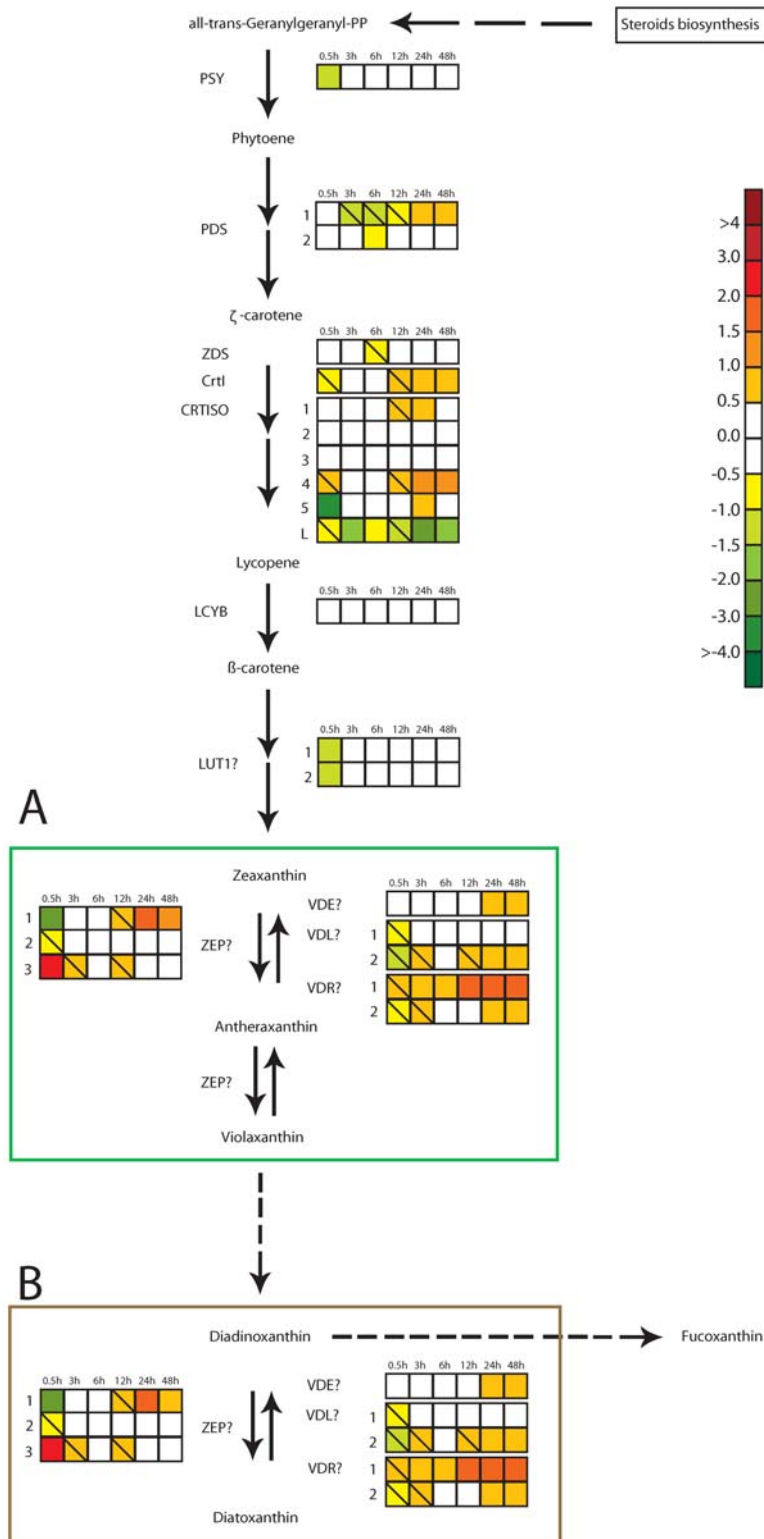 all-trans-Geranylgeranyl-PP
Steroids biosynthesis
0.5h 3h 6h 12h 24h 48h
PSY
Phytoene
0.5h 3h 6h 12h 24h 48h
1
PDS
2
ζ-carotene
0.5h 3h 6h 12h 24h 48h
ZDS
CrtI
CRTISO
1
2
3
4
5
L
Lycopene
0.5h 3h 6h 12h 24h 48h
LCYB
ß-carotene
0.5h 3h 6h 12h 24h 48h
1
LUT1?
2
>4
3.0
2.0
1.5
1.0
0.5
0.0
-0.5
-1.0
-1.5
-2.0
-3.0
>-4.0
A
Zeaxanthin
0.5h 3h 6h 12h 24h 48h
1
2
3
ZEP?
0.5h 3h 6h 12h 24h 48h
VDE?
VDL? 1
2
VDR? 1
2
Antheraxanthin
ZEP?
Violaxanthin
B
Diadinoxanthin
Fucoxanthin
0.5h 3h 6h 12h 24h 48h
1
2
3
ZEP?
0.5h 3h 6h 12h 24h 48h
VDE?
VDL? 1
2
VDR? 1
2
Diatoxanthin